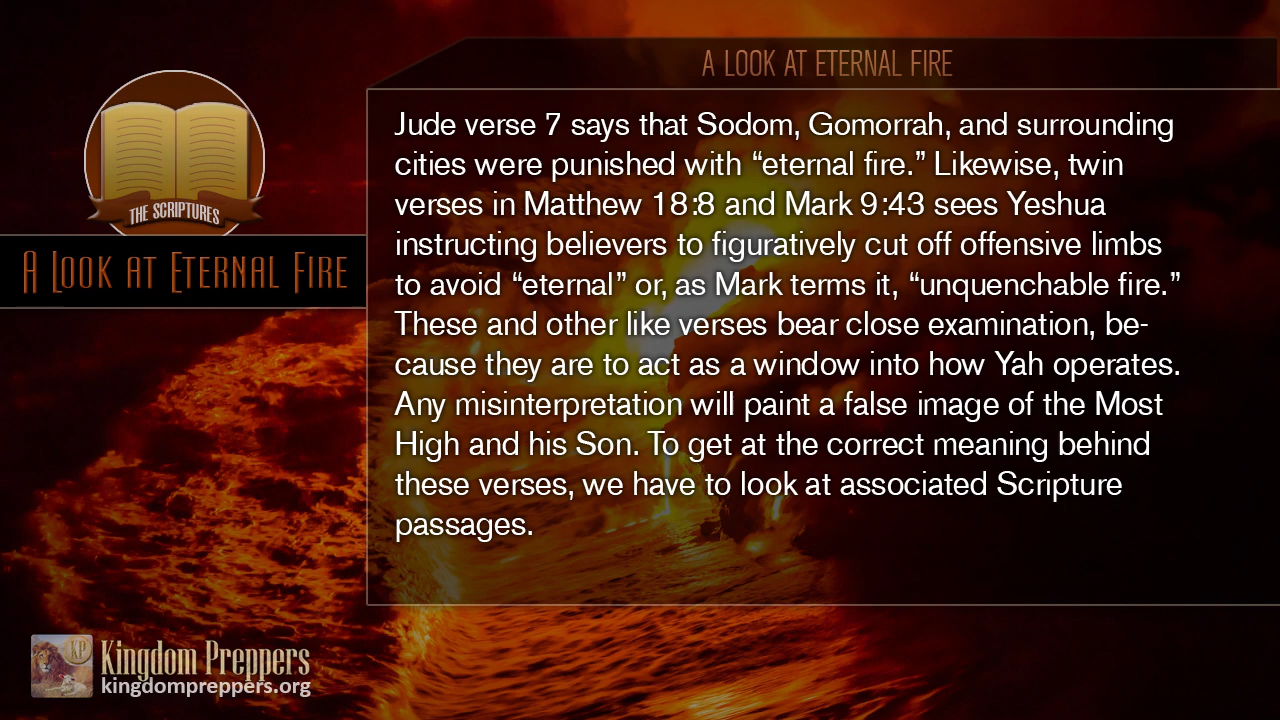 A LOOK AT ETERNAL FIRE
THE SCRIPTURES
A LOOK AT ETERNAL FIRE
Jude verse 7 says that Sodom, Gomorrah, and surrounding
cities were punished with “eternal fire.” Likewise, twin
verses in Matthew 18:8 and Mark 9:43 sees Yeshua
instructing believers to figuratively cut off offensive limbs
to avoid “eternal” or, as Mark terms it, “unquenchable fire.”
These and other like verses bear close examination, be-
cause they are to act as a window into how Yah operates.
Any misinterpretation will paint a false image of the Most
High and his Son. To get at the correct meaning behind
these verses, we have to look at associated Scripture
passages.
KP
Kingdom Preppers
kingdompreppers.org